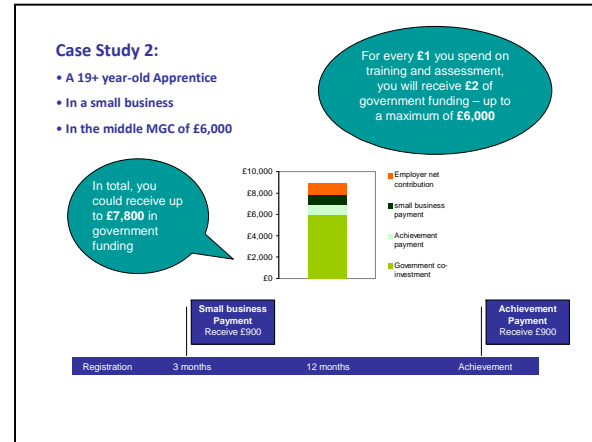 Case Study 2:
• A 19+ year-old Apprentice
• In a small business
• In the middle MGC of £6,000
For every £1 you spend on
training and assessment,
you will receive £2 of
government funding – up to
a maximum of £6,000
In total, you
could receive up
to £7,800 in
government
funding
£10,000
£8,000
£6,000
£4,000
£2,000
£0
Employer net
contribution
small business
payment
Achievement
payment
Government co-
investment
Small business
Payment
Receive £900
Achievement
Payment
Receive £900
Registration 3 months 12 months Achievement